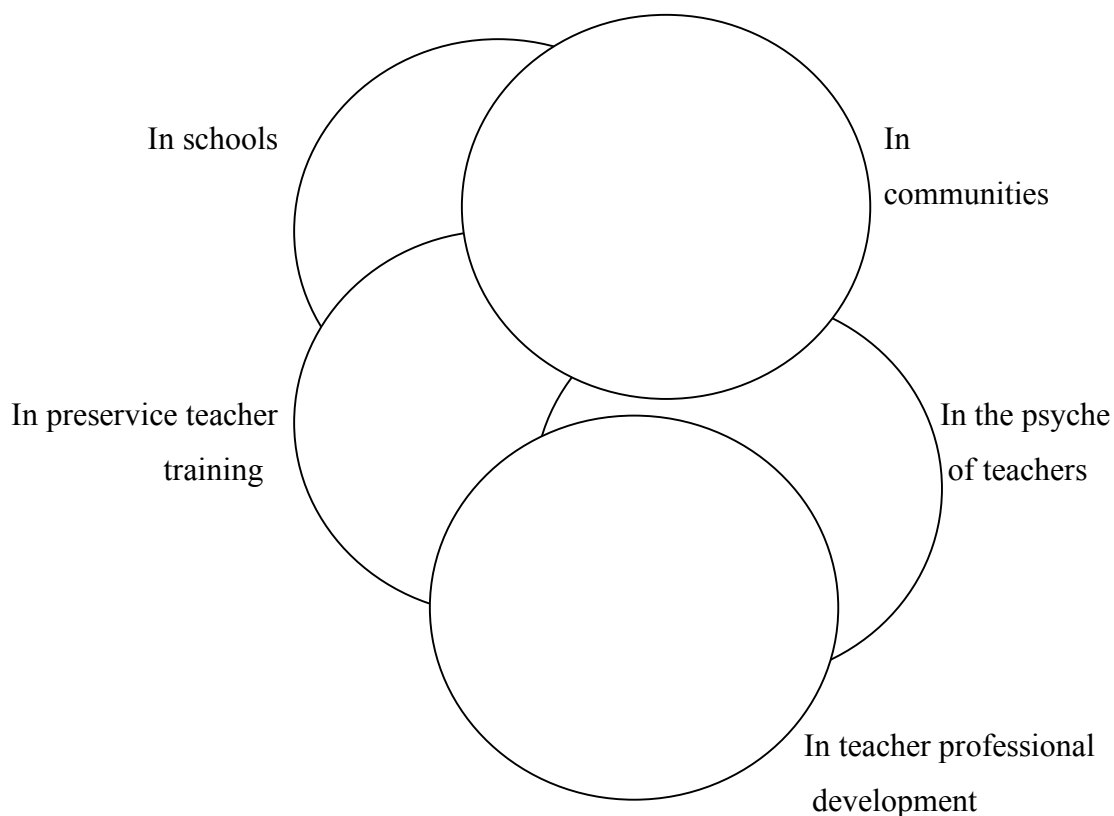 In schools
In
communities
In preservice teacher
training
In the psyche
of teachers
In teacher professional
development